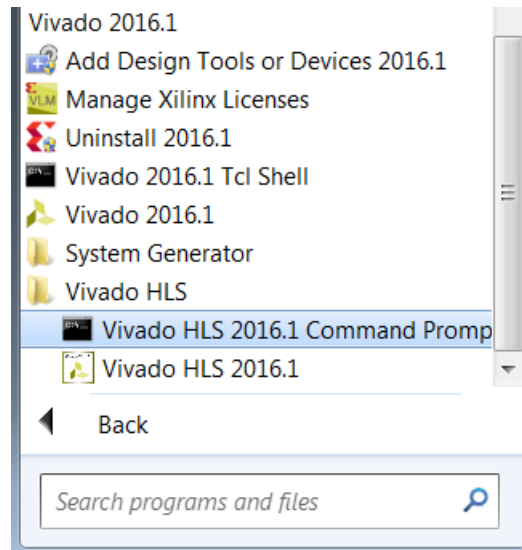 Vivado 2016.1
Add Design Tools or Devices 2016.1
VLM
Manage Xilinx Licenses
Uninstall 2016.1
Vivado 2016.1 Tcl Shell
Vivado 2016.1
System Generator
Vivado HLS
Vivado HLS 2016.1 Command Promp
Vivado HLS 2016.1
Back
Search programs and files